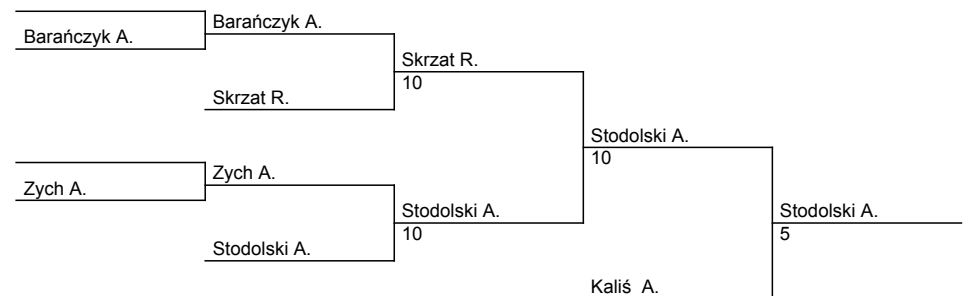 Barańczyk A.
Barańczyk A.
Skrzat R.
10
Skrzat R.
Stodolski A.
10
Zych A.
Zych A.
Stodolski A.
10
Stodolski A.
5
Stodolski A.
Kaliś A.